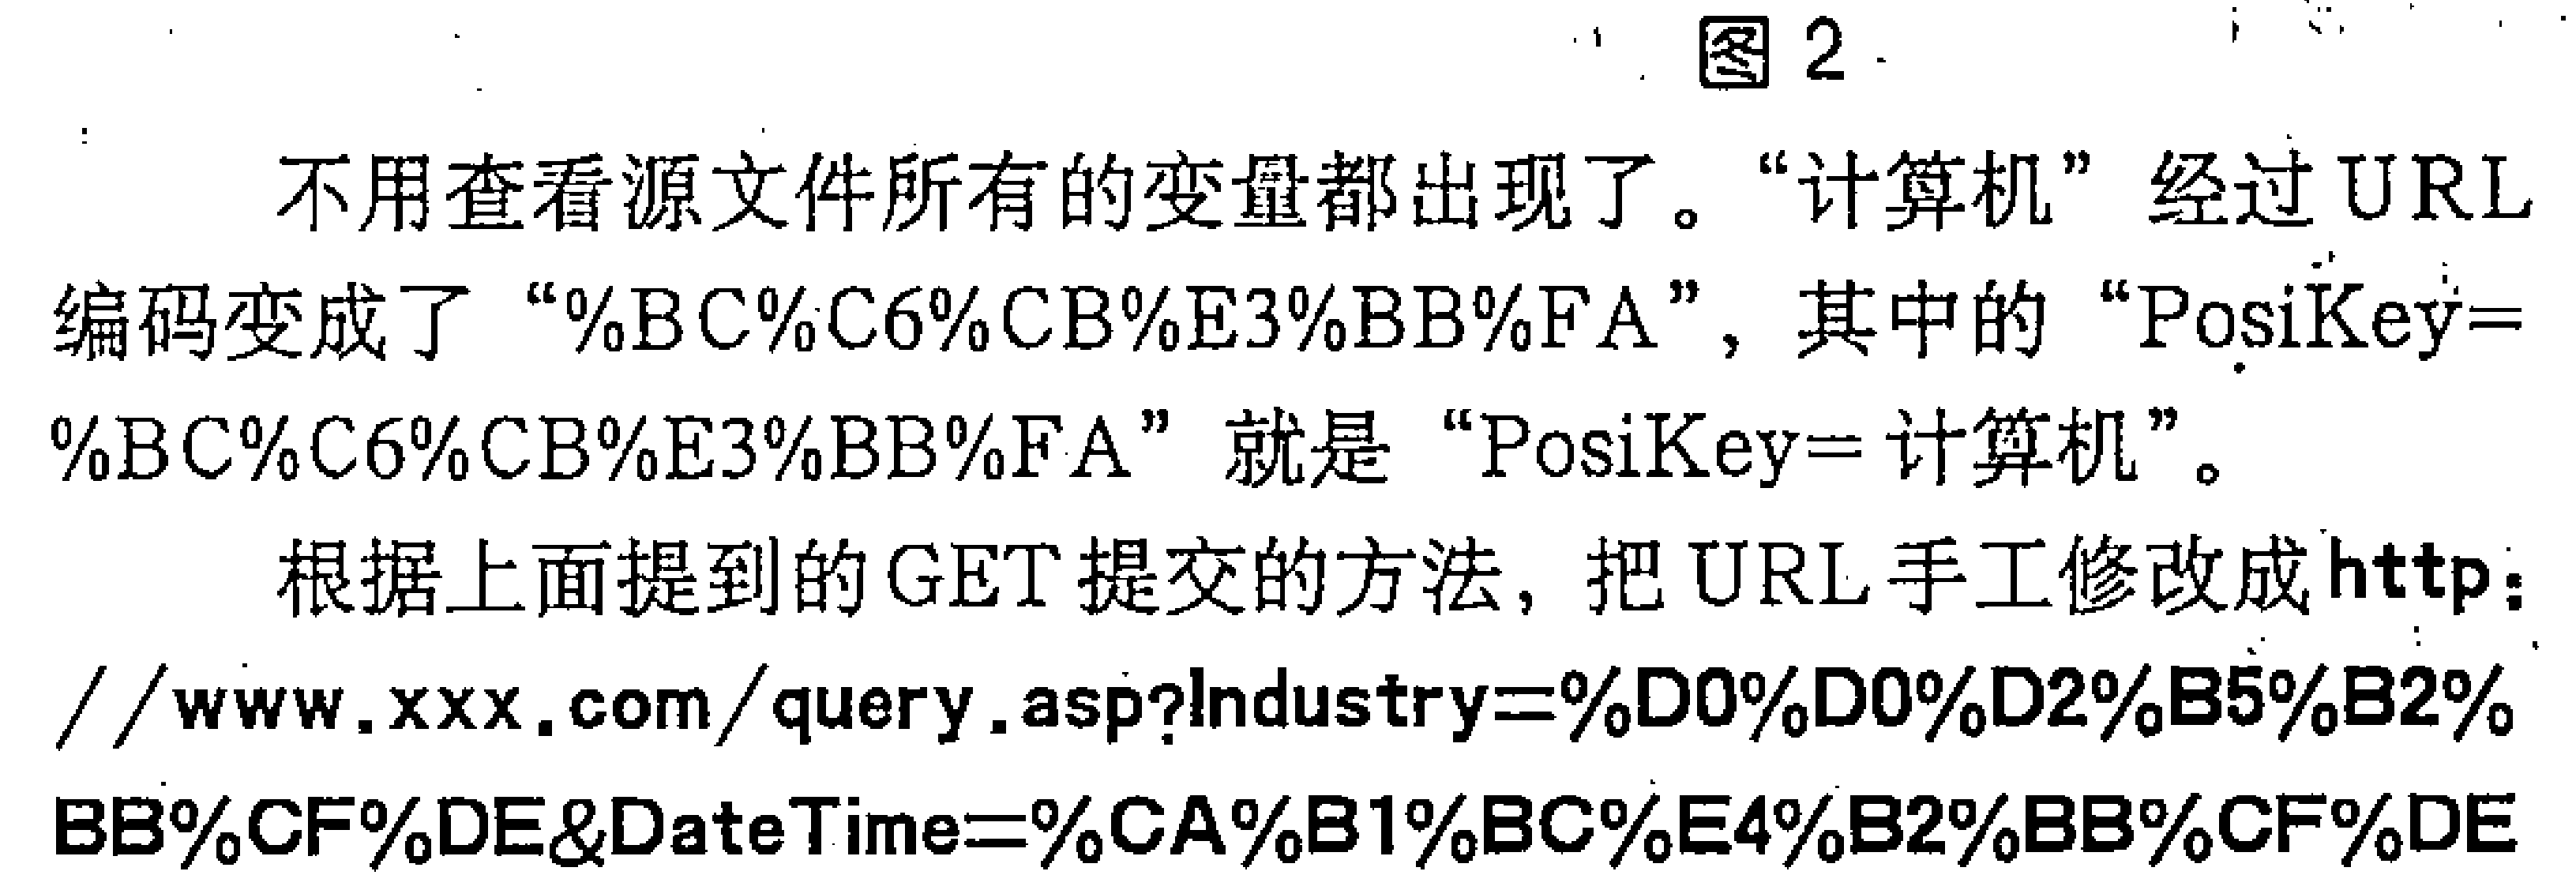 图 2
不用查看源文件所有的变量都出现了。“计算机”经过URL
编码变成了“%BC%C6%CB%E3%BB%FA”，其中的“PosiKey=
%BC%C6%CB%E3%BB%FA”就是“PosiKey=计算机”。
根据上面提到的GET提交的方法，把URL手工修改成http:
//www.xxx.com/query.asp?Industry=%D0%D0%D2%B5%B2%
BB%CF%DE&DateTime=%CA%B1%BC%E4%B2%BB%CF%DE